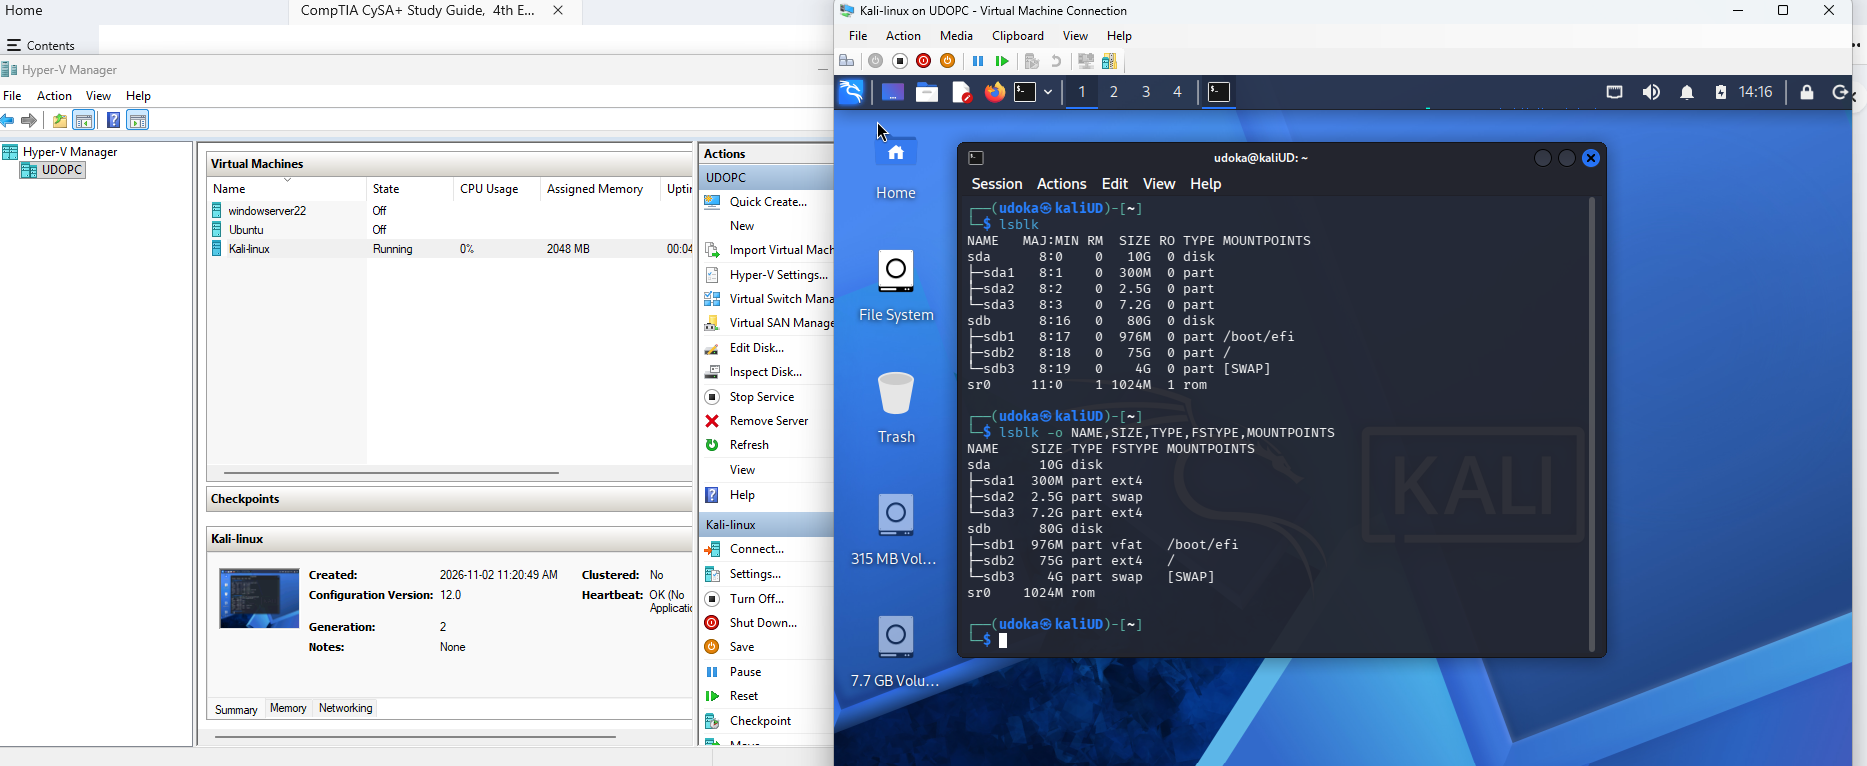 Home
CompTIA CySA+ Study Guide, 4th E...
Contents
Hyper-V Manager
File Action View Help
Hyper-V Manager
UDOPC
Virtual Machines
Name State CPU Usage Assigned Memory Uptir
windowserver22 Off
Ubuntu Off
Kali-linux Running 0% 2048 MB 00:04
Checkpoints
Kali-linux
Created: 2026-11-02 11:20:49 AM Clustered: No
Configuration Version: 12.0 Heartbeat: OK (No
Applicatic
Generation: 2
Notes: None
Summary Memory Networking
Actions
UDOPC
Quick Create...
New
Import Virtual Mach
Hyper-V Settings...
Virtual Switch Mana
Virtual SAN Manage
Edit Disk...
Inspect Disk...
Stop Service
Remove Server
Refresh
View
Help
Kali-linux
Connect...
Settings...
Turn Off...
Shut Down...
Save
Pause
Reset
Checkpoint
Move
Kali-linux on UDOPC - Virtual Machine Connection
File Action Media Clipboard View Help
1 2 3 4 14:16
Home
File System
Trash
315 MB Vol...
7.7 GB Volu...
udoka@kaliUD: ~
Session Actions Edit View Help
┌──(udoka㉿kaliUD)-[~]
└─$ lsblk
NAME MAJ:MIN RM SIZE RO TYPE MOUNTPOINTS
sda 8:0 0 10G 0 disk
├─sda1 8:1 0 300M 0 part
├─sda2 8:2 0 2.5G 0 part
└─sda3 8:3 0 7.2G 0 part
sdb 8:16 0 80G 0 disk
├─sdb1 8:17 0 976M 0 part /boot/efi
├─sdb2 8:18 0 75G 0 part /
└─sdb3 8:19 0 4G 0 part [SWAP]
sr0 11:0 1 1024M 1 rom
┌──(udoka㉿kaliUD)-[~]
└─$ lsblk -o NAME,SIZE,TYPE,FSTYPE,MOUNTPOINTS
NAME SIZE TYPE FSTYPE MOUNTPOINTS
sda 10G disk
├─sda1 300M part ext4
├─sda2 2.5G part swap
└─sda3 7.2G part ext4
sdb 80G disk
├─sdb1 976M part vfat /boot/efi
├─sdb2 75G part ext4 /
└─sdb3 4G part swap [SWAP]
sr0 1024M rom
┌──(udoka㉿kaliUD)-[~]
└─$
KALI